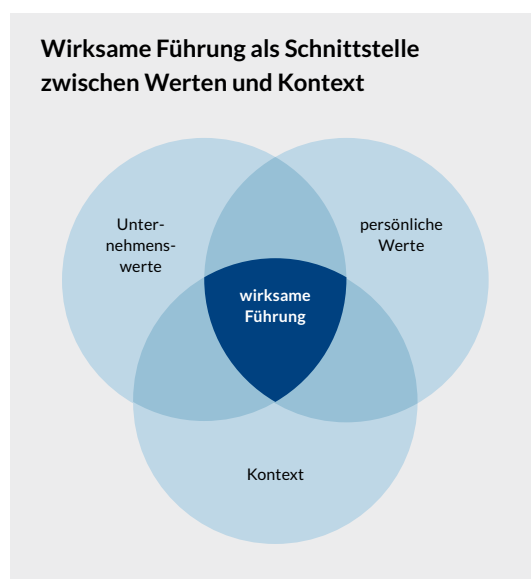 Wirksame Führung als Schnittstelle
zwischen Werten und Kontext
Unter-
nehmens-
werte
persönliche
Werte
wirksame
Führung
Kontext